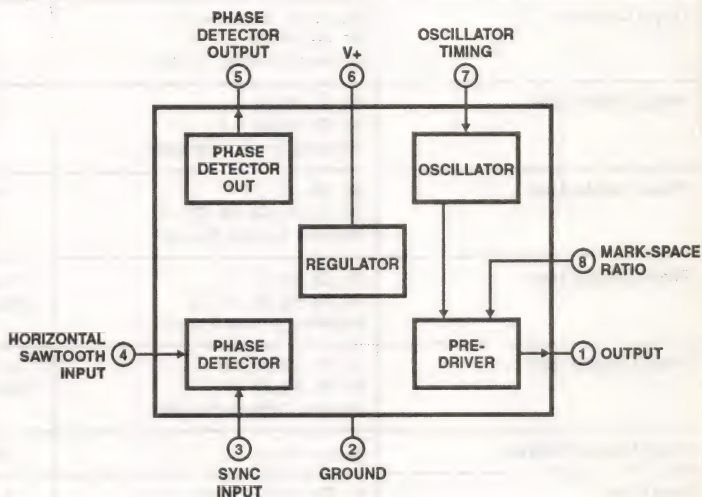 PHASE
DETECTOR
OUTPUT
5
V+
6
OSCILLATOR
TIMING
7
PHASE
DETECTOR
OUT
OSCILLATOR
REGULATOR
8
MARK-SPACE
RATIO
HORIZONTAL
SAWTOOTH
INPUT
4
PHASE
DETECTOR
PRE-
DRIVER
1
OUTPUT
3
SYNC
INPUT
2
GROUND